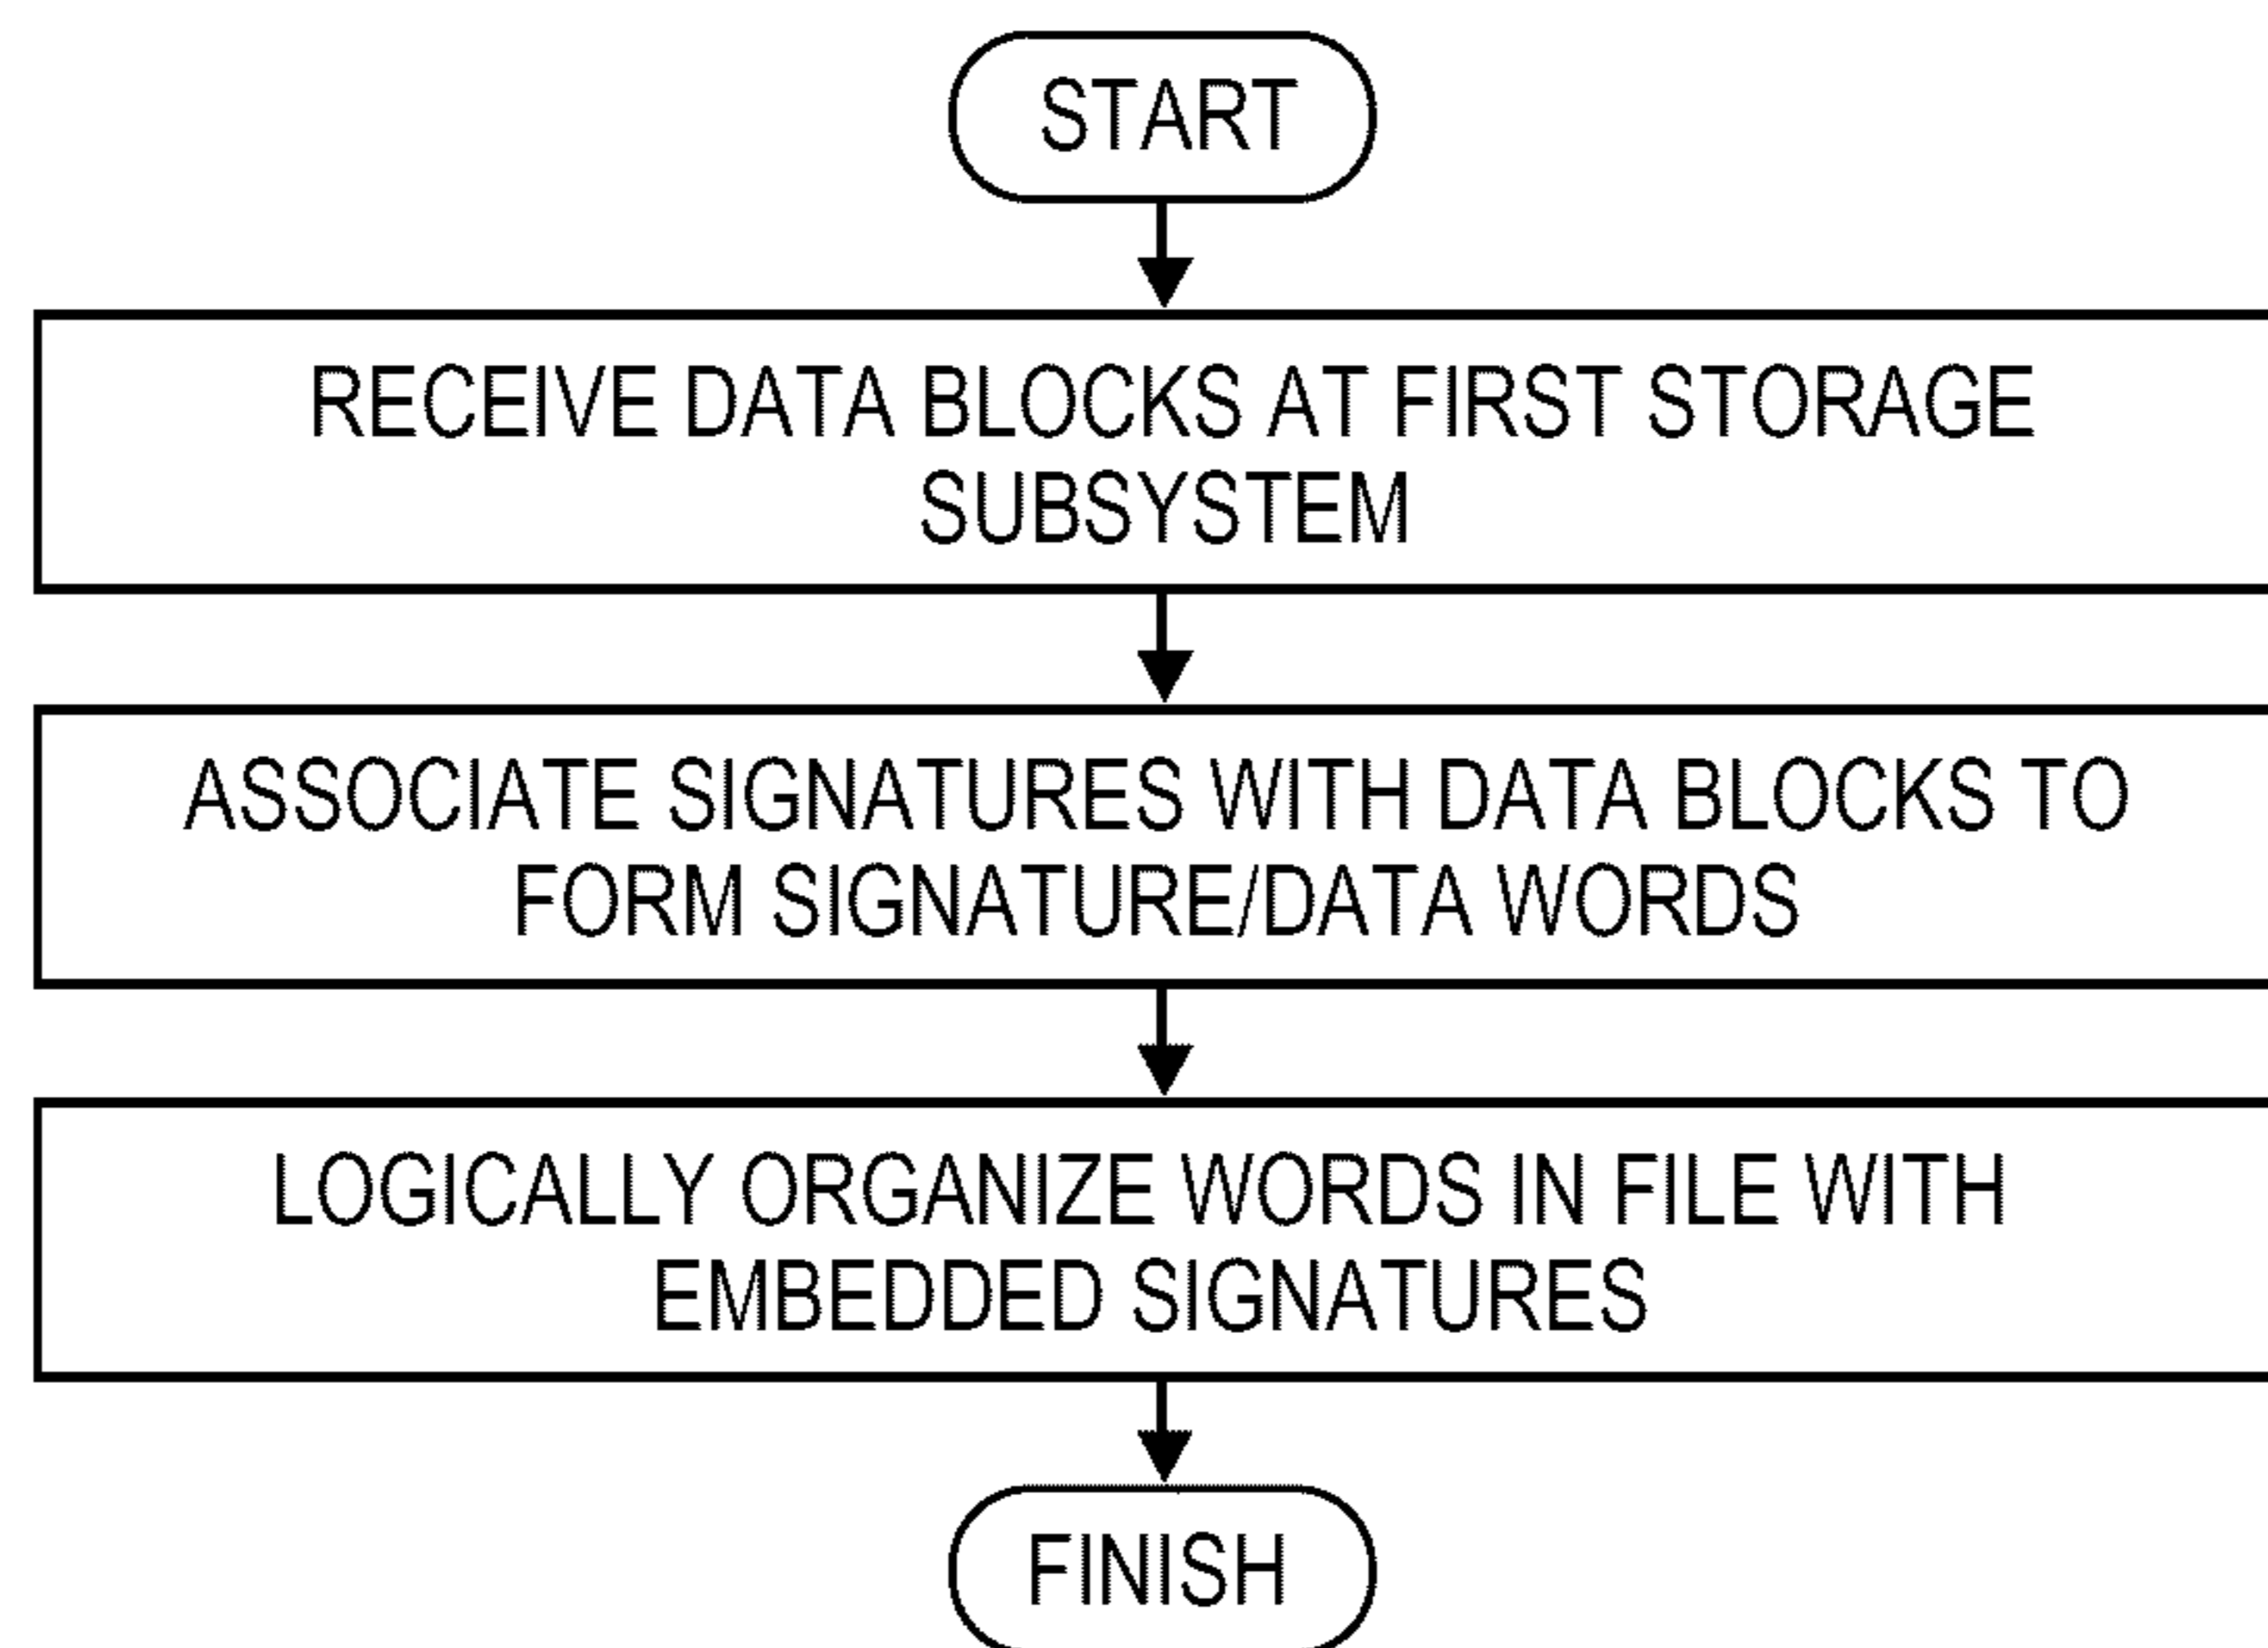 START
RECEIVE DATA BLOCKS AT FIRST STORAGE
SUBSYSTEM
ASSOCIATE SIGNATURES WITH DATA BLOCKS TO
FORM SIGNATURE/DATA WORDS
LOGICALLY ORGANIZE WORDS IN FILE WITH
EMBEDDED SIGNATURES
FINISH